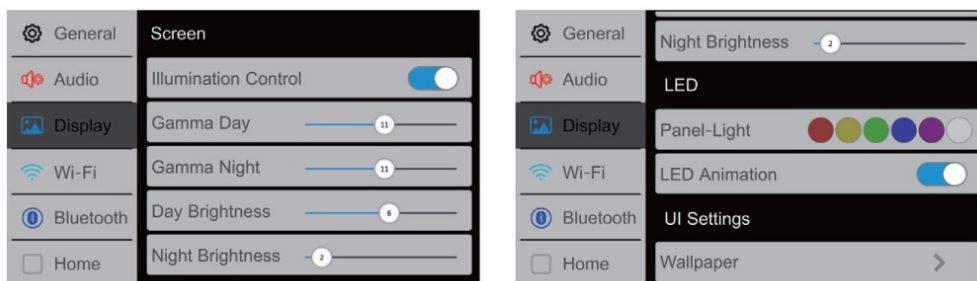 General
Audio
Display
Wi-Fi
Bluetooth
Home
Screen
Illumination Control
Gamma Day 11
Gamma Night 11
Day Brightness 6
Night Brightness 2
General
Audio
Display
Wi-Fi
Bluetooth
Home
Night Brightness 2
LED
Panel-Light
LED Animation
UI Settings
Wallpaper